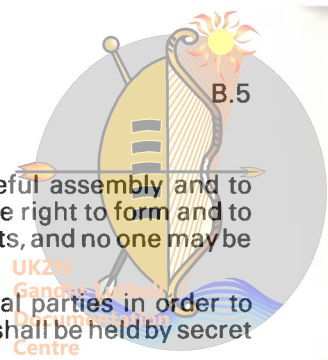 B.5
eful assembly and to
e right to form and to
ts, and no one may be
al parties in order to
shall be held by secret
UKZN
Gandhi Luthuli
Documentation
Centre